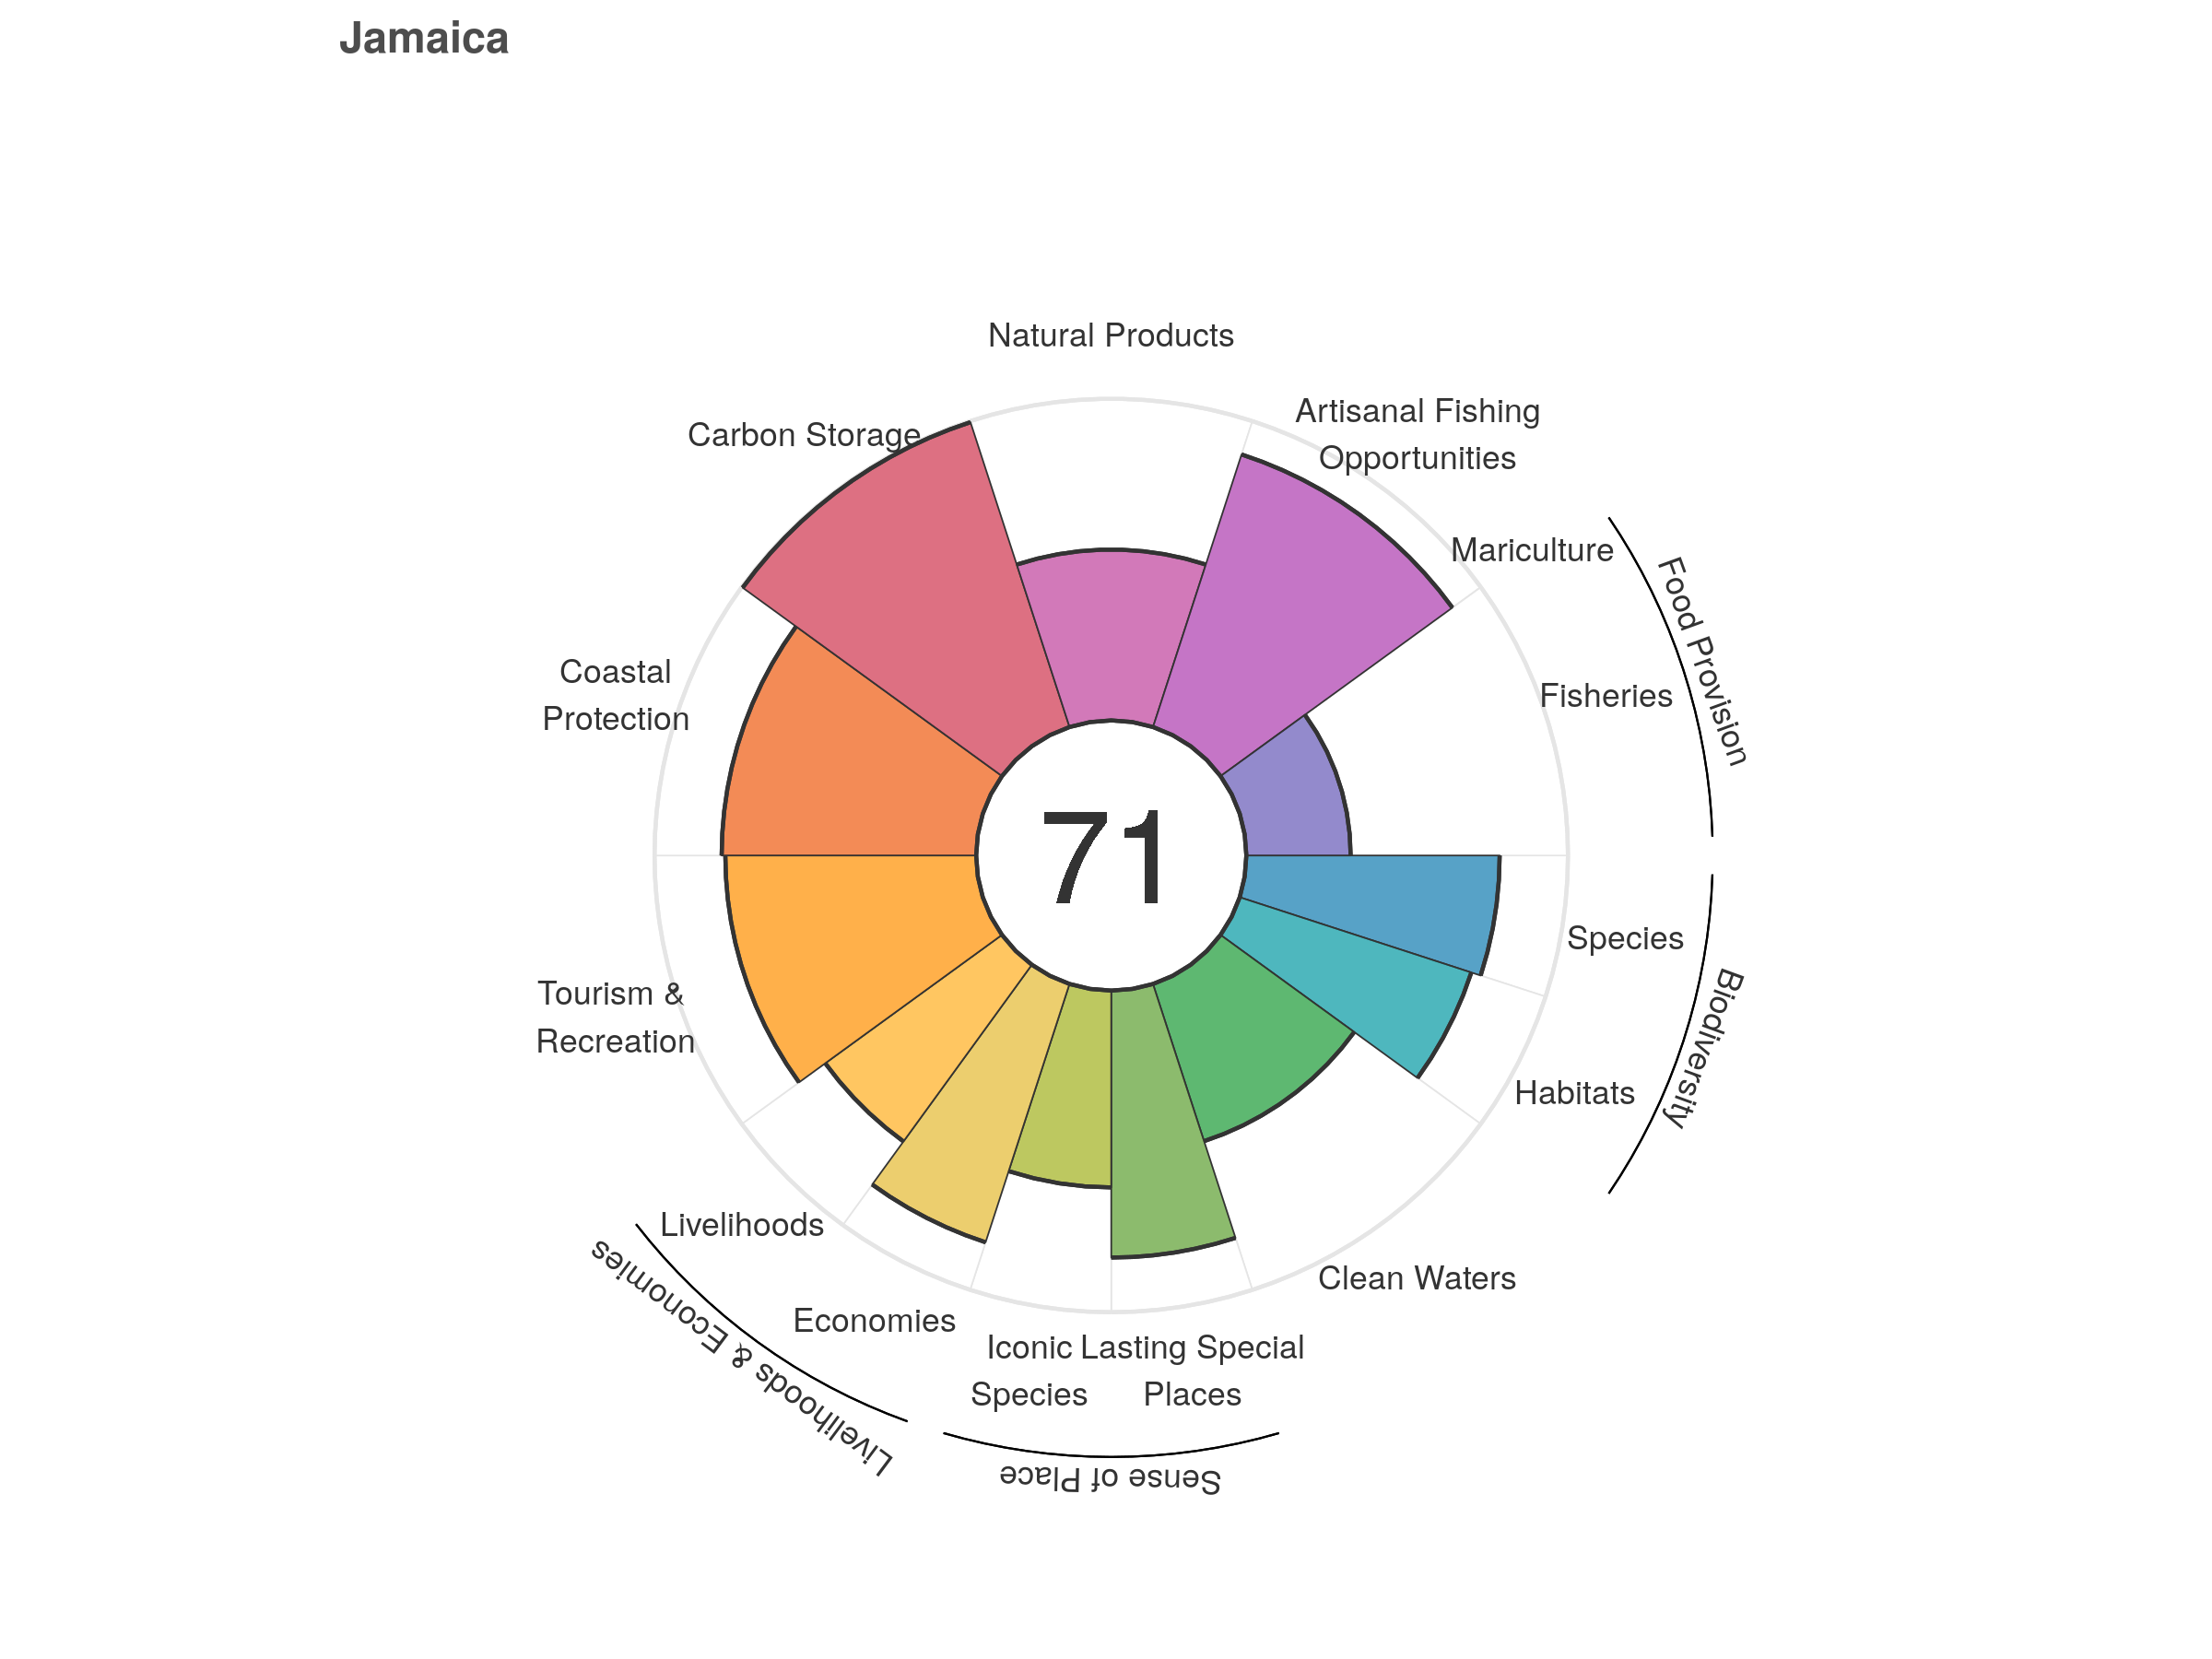 Jamaica
Natural Products
Artisanal Fishing
Opportunities
Carbon Storage
Mariculture
Food Provision
Fisheries
Coastal
Protection
71
Species
Biodiversity
Tourism &
Recreation
Habitats
Livelihoods
Livelihoods & Economies
Clean Waters
Economies
Iconic
Species
Lasting Special
Places
Sense of Place